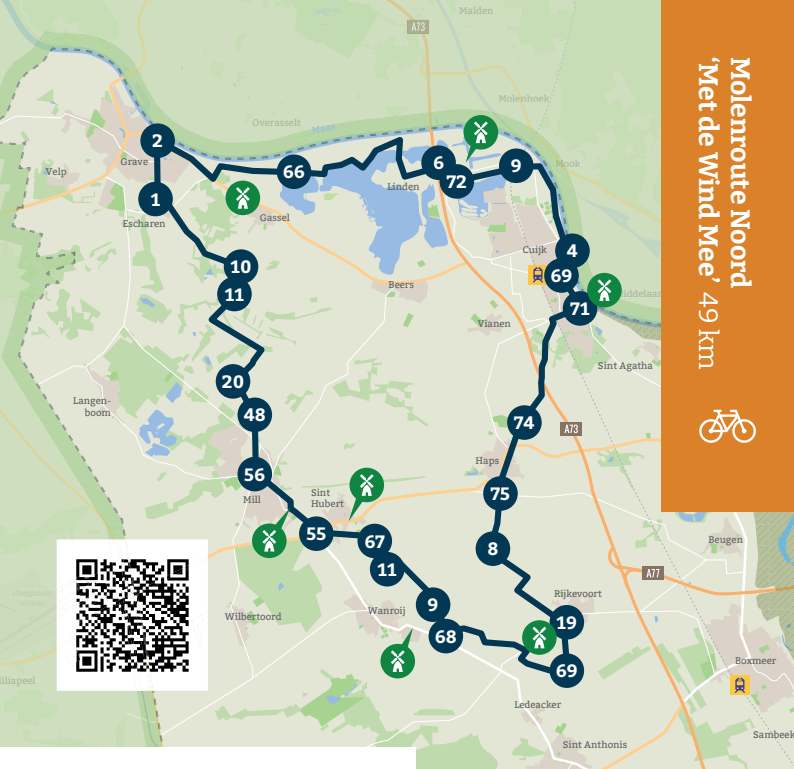 Molenroute Noord
‘Met de Wind Mee’ 49 km
Malden
A73
Molenhoek
Overasselt
Maas
2
Grave
6
9
Mook
66
72
Velp
Linden
1
Gassel
Escharen
4
Cuijk
10
69
Beers
Middelaar
11
71
Vianen
Sint Agatha
20
Langen-
boom
48
74
A73
Haps
56
Mill
Sint
Hubert
75
55
67
Beugen
8
11
A77
Rijkevoort
9
Wanroij
Wilbertoord
19
68
Boxmeer
69
Ledeacker
Sambeek
Sint Anthonis